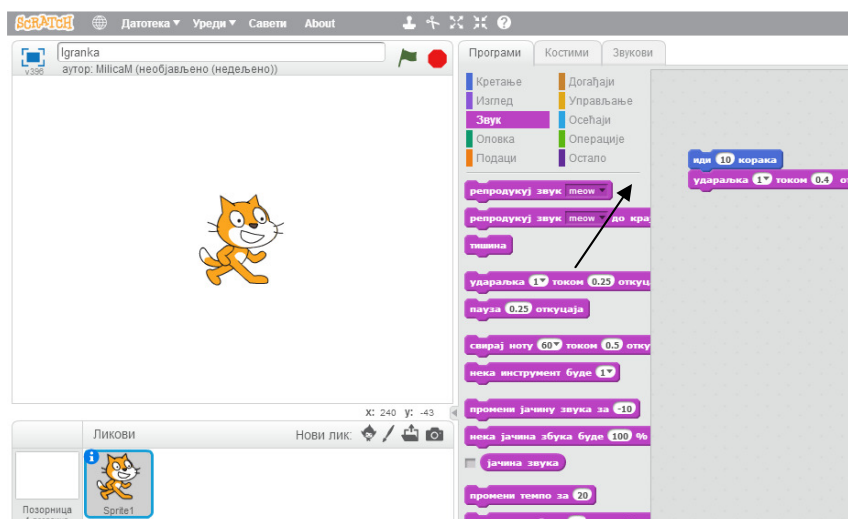 SCRATCH Датотека Уреди Савети About
Igranka
аутор: MilicaM (необјављено (недељено))
v396
Програми Костими Звукови
Кретање Догађаји
Изглед Управљање
Звук Осећаји
Оловка Операције
Подаци Остало
репродукуј звук meow
репродукуј звук meow до крај
тишина
удараљка 1 током 0.25 откуц
пауза 0.25 откуцаја
свирај ноту 60 током 0.5 отку
нека инструмент буде 1
промени јачину звука за -10
нека јачина збука буде 100 %
јачина звука
промени темпо за 20
иди 10 корака
удараљка 1 током 0.4 от
X: 240 y: -43
Ликови Нови лик:
Sprite1
Позорница